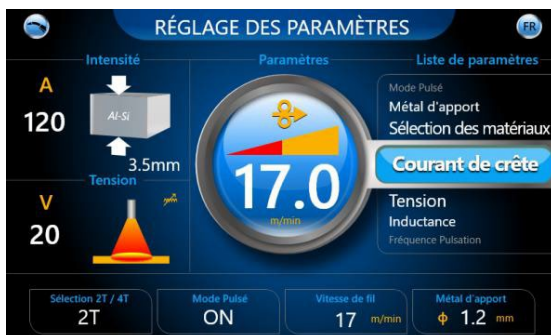 RÉGLAGE DES PARAMÈTRES
FR
Intensité
A
120
Al-Si
3.5mm
Tension
V
20
Paramètres
17.0
m/min
Liste de paramètres
Mode Pulsé
Métal d'apport
Sélection des matériaux
Courant de crête
Tension
Inductance
Fréquence Pulsation
Sélection 2T / 4T
2T
Mode Pulsé
ON
Vitesse de fil
17 m/min
Métal d'apport
ϕ 1.2 mm